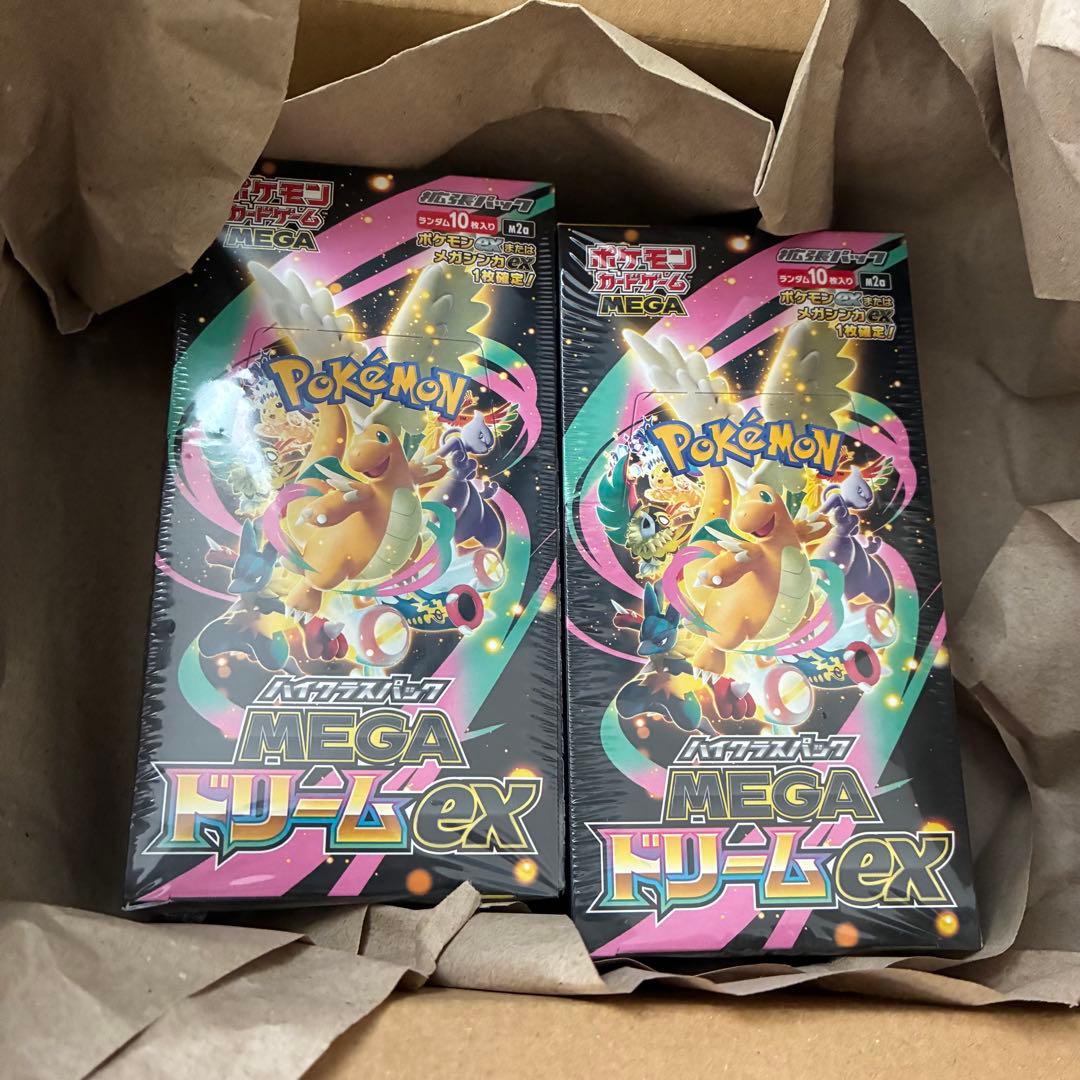 ポケモン
カードゲーム
MEGA
拡張パック
ランダム10枚入り
m2a
ポケモンexまたは
メガシンカex
1枚確定!
POKéMON
ハイクラスパック
MEGA
ドリームex
ポケモン
カードゲーム
MEGA
拡張パック
ランダム10枚入り
m2a
ポケモンexまたは
メガシンカex
1枚確定!
POKéMON
ハイクラスパック
MEGA
ドリームex